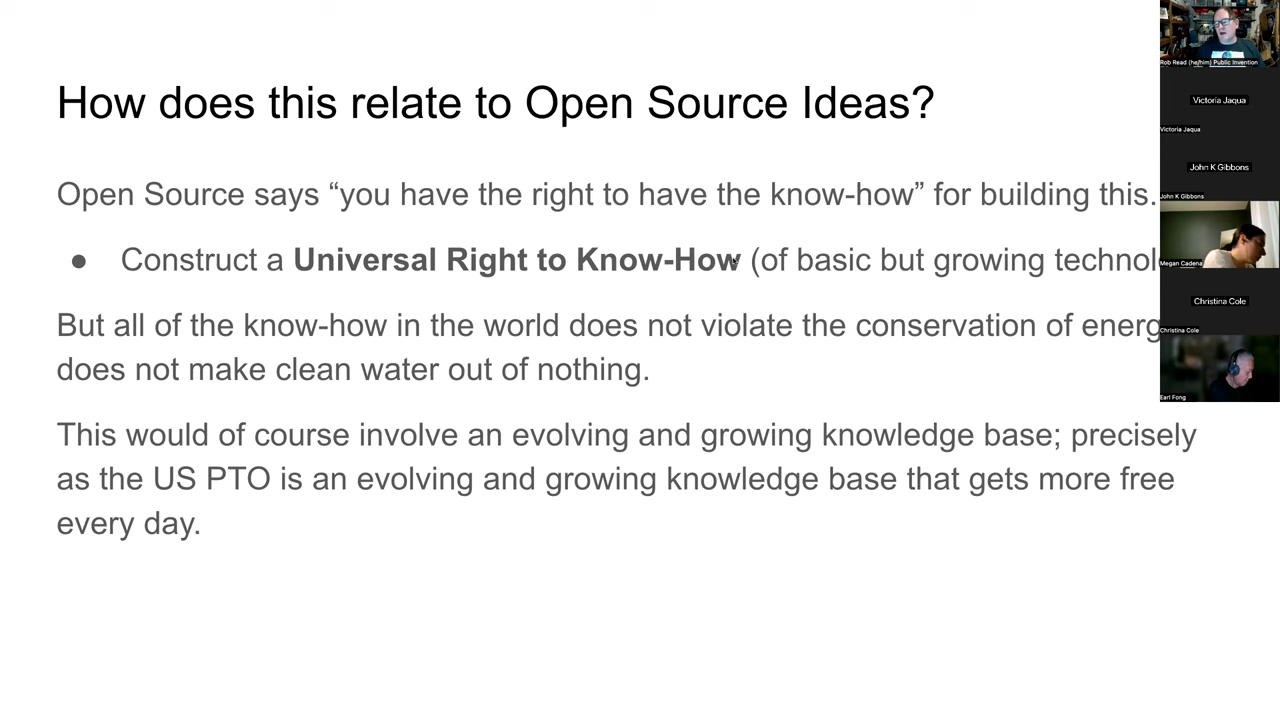 How does this relate to Open Source Ideas?
Open Source says “you have the right to have the know-how” for building this.
● Construct a Universal Right to Know-How (of basic but growing
But all of the know-how in the world does not violate the conservation of
does not make clean water out of nothing.
This would of course involve an evolving and growing knowledge base; precisely
as the US PTO is an evolving and growing knowledge base that gets more free
every day.
Rob Read (he/him) Public Invention
Victoria Jaqua
Victoria Jaqua
John K Gibbons
John K Gibbons
Megan Cadena
Christina Cole
Christina Cole
Earl Fong